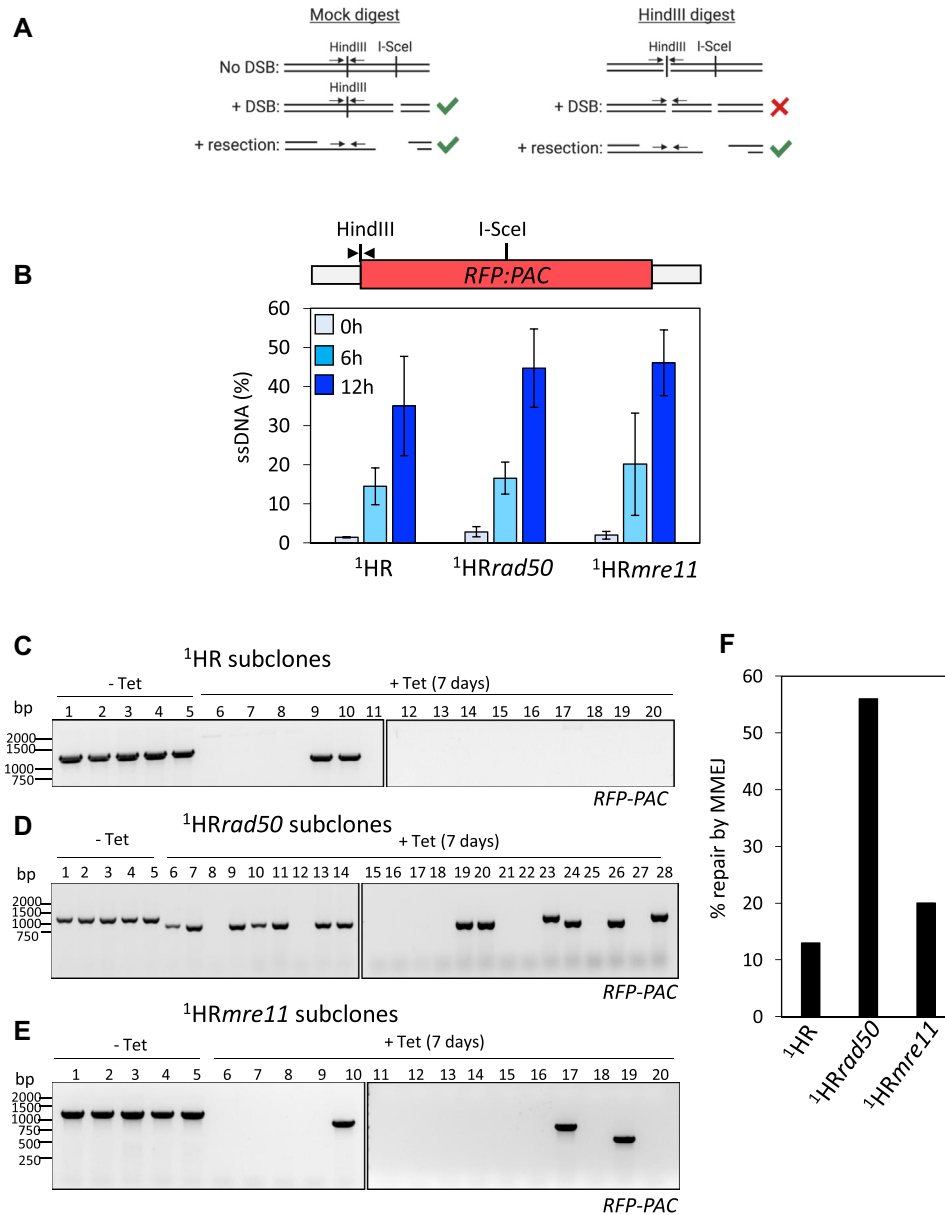 A
Mock digest
HindIII I-SceI
No DSB:
HindIII
+ DSB:
+ resection:
HindIII digest
HindIII I-SceI
No DSB:
+ DSB:
+ resection:
B
HindIII I-SceI
RFP:PAC
ssDNA (%)
60
50
40
30
20
10
0
0h
6h
12h
¹HR ¹HRrad50 ¹HRmre11
C
¹HR subclones
- Tet + Tet (7 days)
bp 1 2 3 4 5 6 7 8 9 10 11 12 13 14 15 16 17 18 19 20
2000
1500
1000
750
RFP-PAC
D
¹HRrad50 subclones
- Tet + Tet (7 days)
bp 1 2 3 4 5 6 7 8 9 10 11 12 13 14 15 16 17 18 19 20 21 22 23 24 25 26 27 28
2000
1500
1000
750
RFP-PAC
E
¹HRmre11 subclones
- Tet + Tet (7 days)
bp 1 2 3 4 5 6 7 8 9 10 11 12 13 14 15 16 17 18 19 20
2000
1500
1000
750
500
250
RFP-PAC
F
% repair by MMEJ
60
50
40
30
20
10
0
¹HR ¹HRrad50 ¹HRmre11